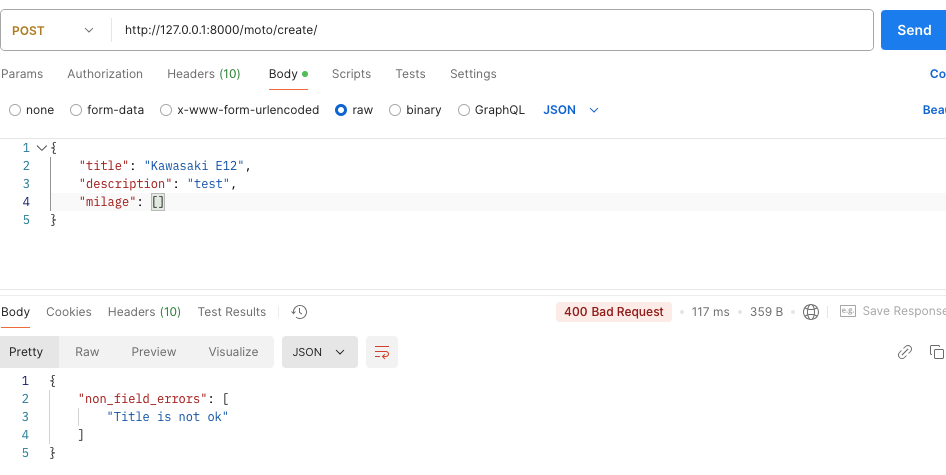 POST http://127.0.0.1:8000/moto/create/ Send
Params Authorization Headers (10) Body Scripts Tests Settings Co
none form-data x-www-form-urlencoded raw binary GraphQL JSON Beau
1 {
2 "title": "Kawasaki E12",
3 "description": "test",
4 "milage": []
5 }
Body Cookies Headers (10) Test Results 400 Bad Request 117 ms 359 B e.g. Save Response
Pretty Raw Preview Visualize JSON
1 {
2 "non_field_errors": [
3 "Title is not ok"
4 ]
5 }